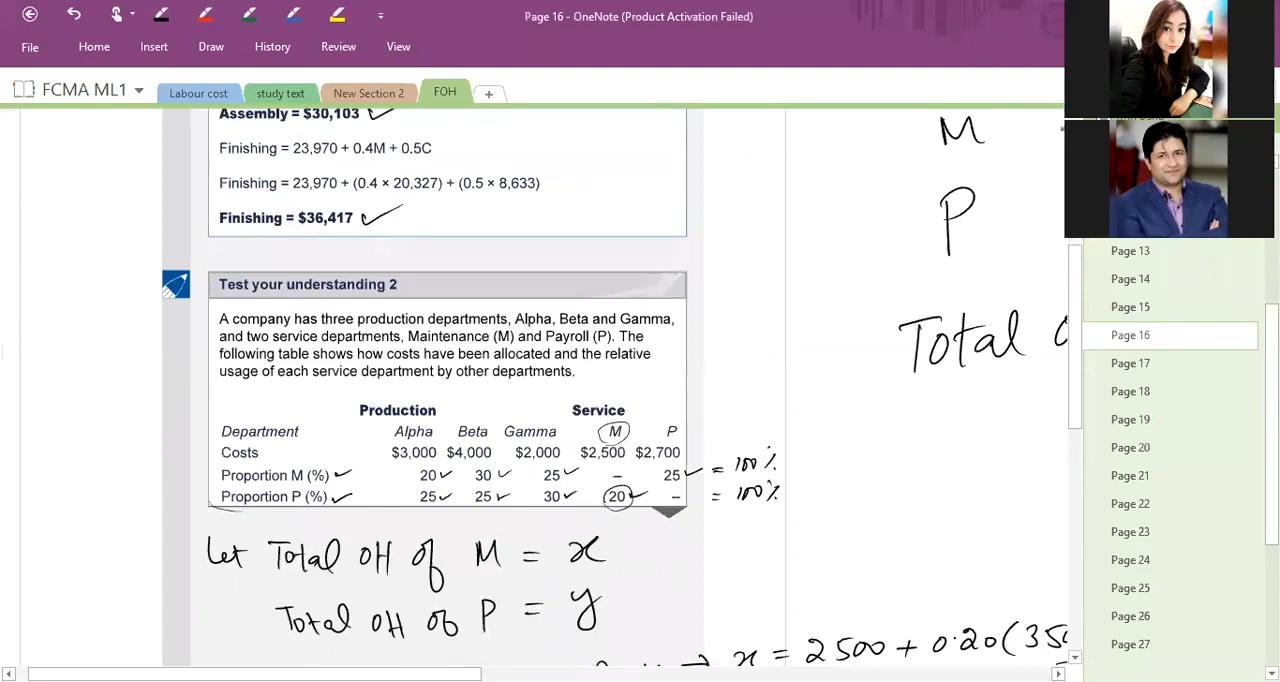 Page 16 - OneNote (Product Activation Failed)
File Home Insert Draw History Review View
FCMA ML1 Labour cost study text New Section 2 FOH +
Assembly = $30,103 ✓
Finishing = 23,970 + 0.4M + 0.5C
Finishing = 23,970 + (0.4 × 20,327) + (0.5 × 8,633)
Finishing = $36,417 ✓
Test your understanding 2
A company has three production departments, Alpha, Beta and Gamma,
and two service departments, Maintenance (M) and Payroll (P). The
following table shows how costs have been allocated and the relative
usage of each service department by other departments.
Production Service
Department Alpha Beta Gamma M P
Costs $3,000 $4,000 $2,000 $2,500 $2,700
Proportion M (%) ✓ 20 ✓ 30 ✓ 25 ✓ – 25 ✓ = 100%
Proportion P (%) ✓ 25 ✓ 25 ✓ 30 ✓ 20 ✓ – = 100%
Let Total OH of M = x
Total OH of P = y
x = 2500 + 0.20(350
M
P
Total
Page 13
Page 14
Page 15
Page 16
Page 17
Page 18
Page 19
Page 20
Page 21
Page 22
Page 23
Page 24
Page 25
Page 26
Page 27